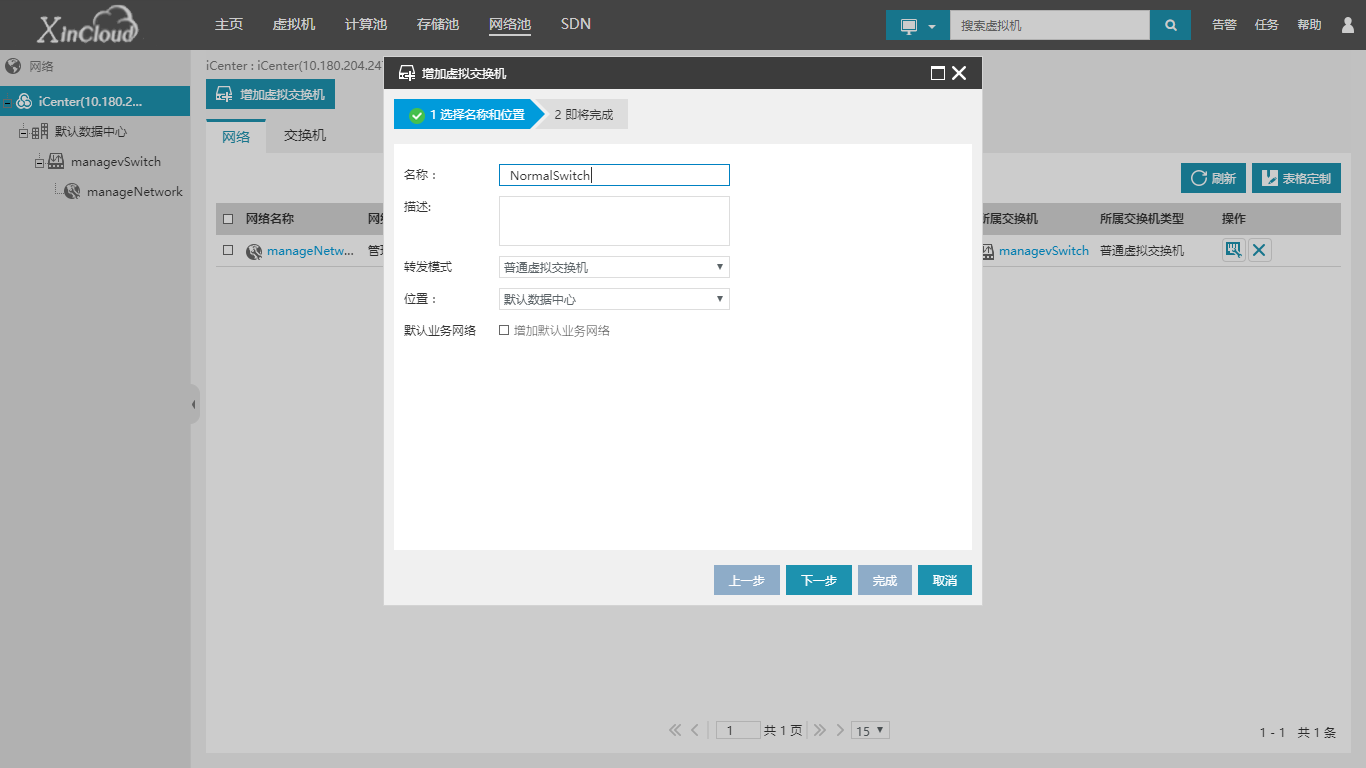 XinCloud 主页 虚拟机 计算池 存储池 网络池 SDN 搜索虚拟机 告警 任务 帮助
网络
iCenter(10.180.2...
默认数据中心
managevSwitch
manageNetwork
iCenter : iCenter(10.180.204.24
增加虚拟交换机
网络 交换机
刷新 表格定制
网络名称 所属交换机 所属交换机类型 操作
manageNetw... managevSwitch 普通虚拟交换机
增加虚拟交换机
1 选择名称和位置 2 即将完成
名称： NormalSwitch
描述:
转发模式 普通虚拟交换机
位置： 默认数据中心
默认业务网络 增加默认业务网络
上一步 下一步 完成 取消
1 共 1 页 15 1 - 1 共 1 条